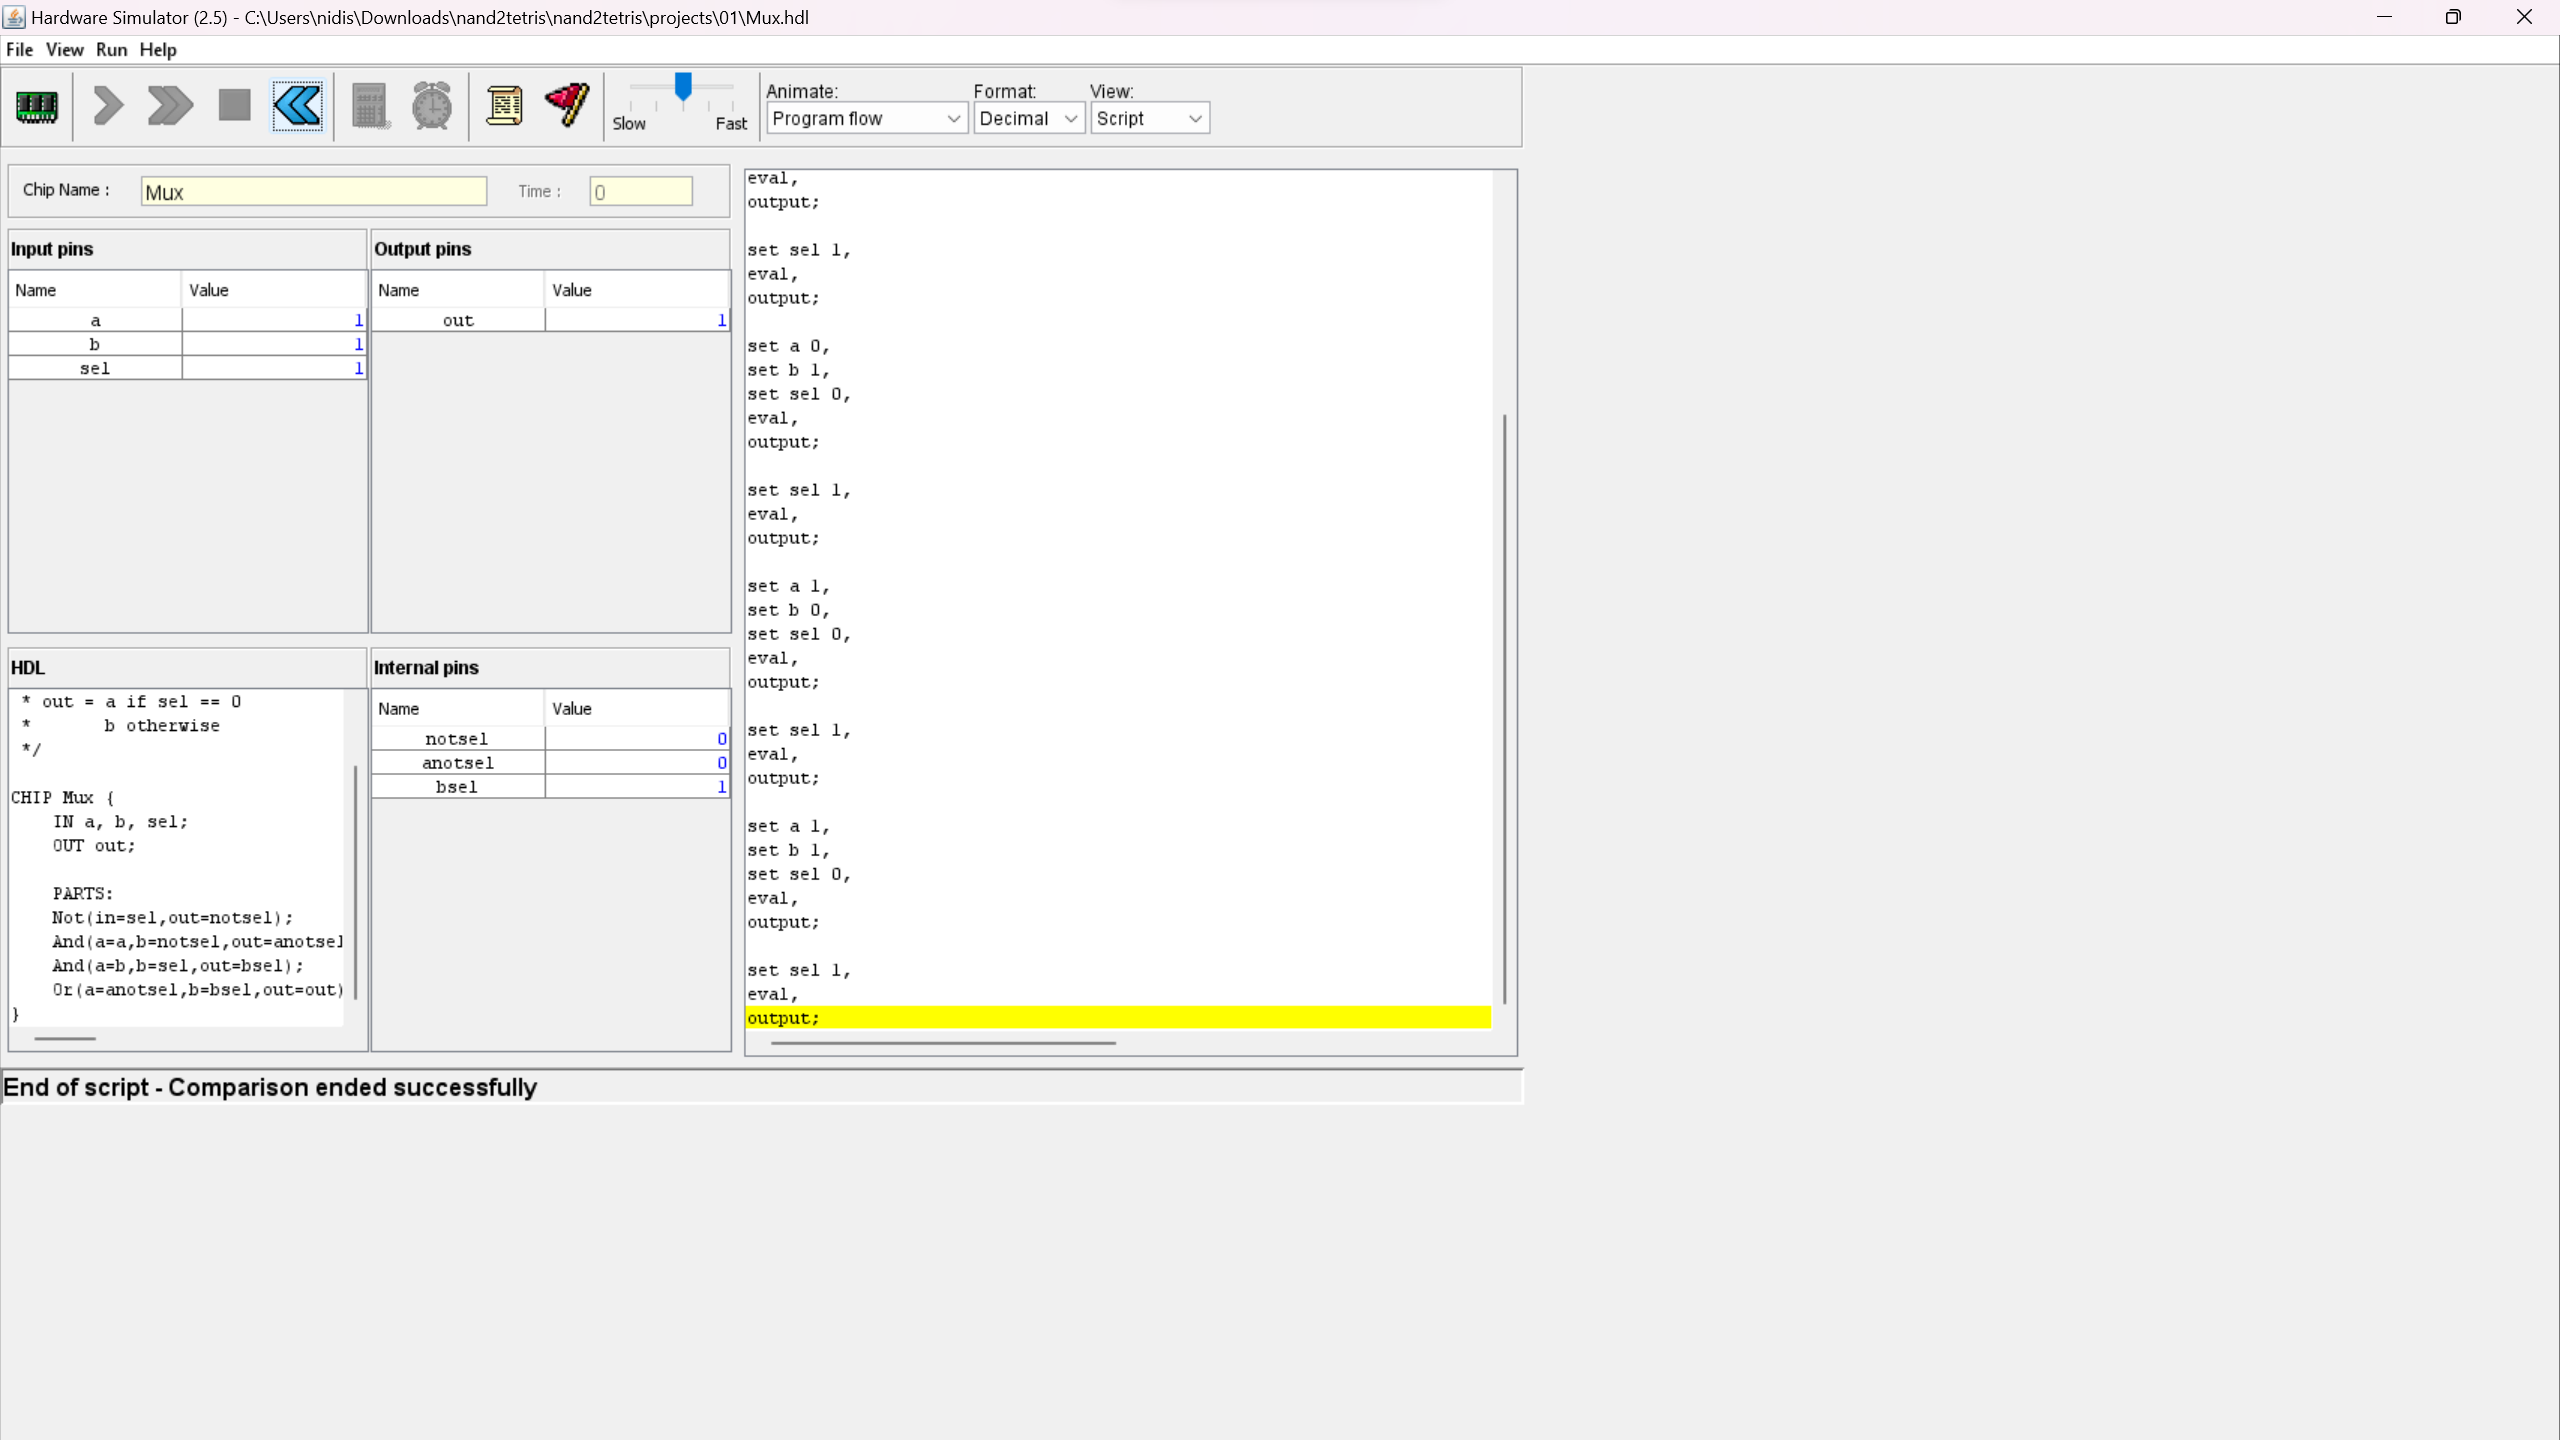 Hardware Simulator (2.5) - C:\Users\nidis\Downloads\nand2tetris\nand2tetris\projects\01\Mux.hdl
File View Run Help
Slow Fast
Animate: Format: View:
Program flow Decimal Script
Chip Name : Mux Time : 0
Input pins
Name Value
a 1
b 1
sel 1
Output pins
Name Value
out 1
HDL
* out = a if sel == 0
* b otherwise
*/
CHIP Mux {
IN a, b, sel;
OUT out;
PARTS:
Not(in=sel,out=notsel);
And(a=a,b=notsel,out=anotsel
And(a=b,b=sel,out=bsel);
Or(a=anotsel,b=bsel,out=out)
}
Internal pins
Name Value
notsel 0
anotsel 0
bsel 1
eval,
output;
set sel 1,
eval,
output;
set a 0,
set b 1,
set sel 0,
eval,
output;
set sel 1,
eval,
output;
set a 1,
set b 0,
set sel 0,
eval,
output;
set sel 1,
eval,
output;
set a 1,
set b 1,
set sel 0,
eval,
output;
set sel 1,
eval,
output;
End of script - Comparison ended successfully